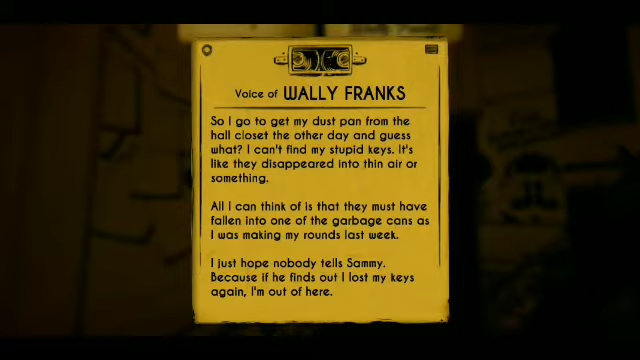 Voice of WALLY FRANKS
So I go to get my dust pan from the
hall closet the other day and guess
what? I can't find my stupid keys. It's
like they disappeared into thin air or
something.
All I can think of is that they must have
fallen into one of the garbage cans as
I was making my rounds last week.
I just hope nobody tells Sammy.
Because if he finds out I lost my keys
again, I'm out of here.